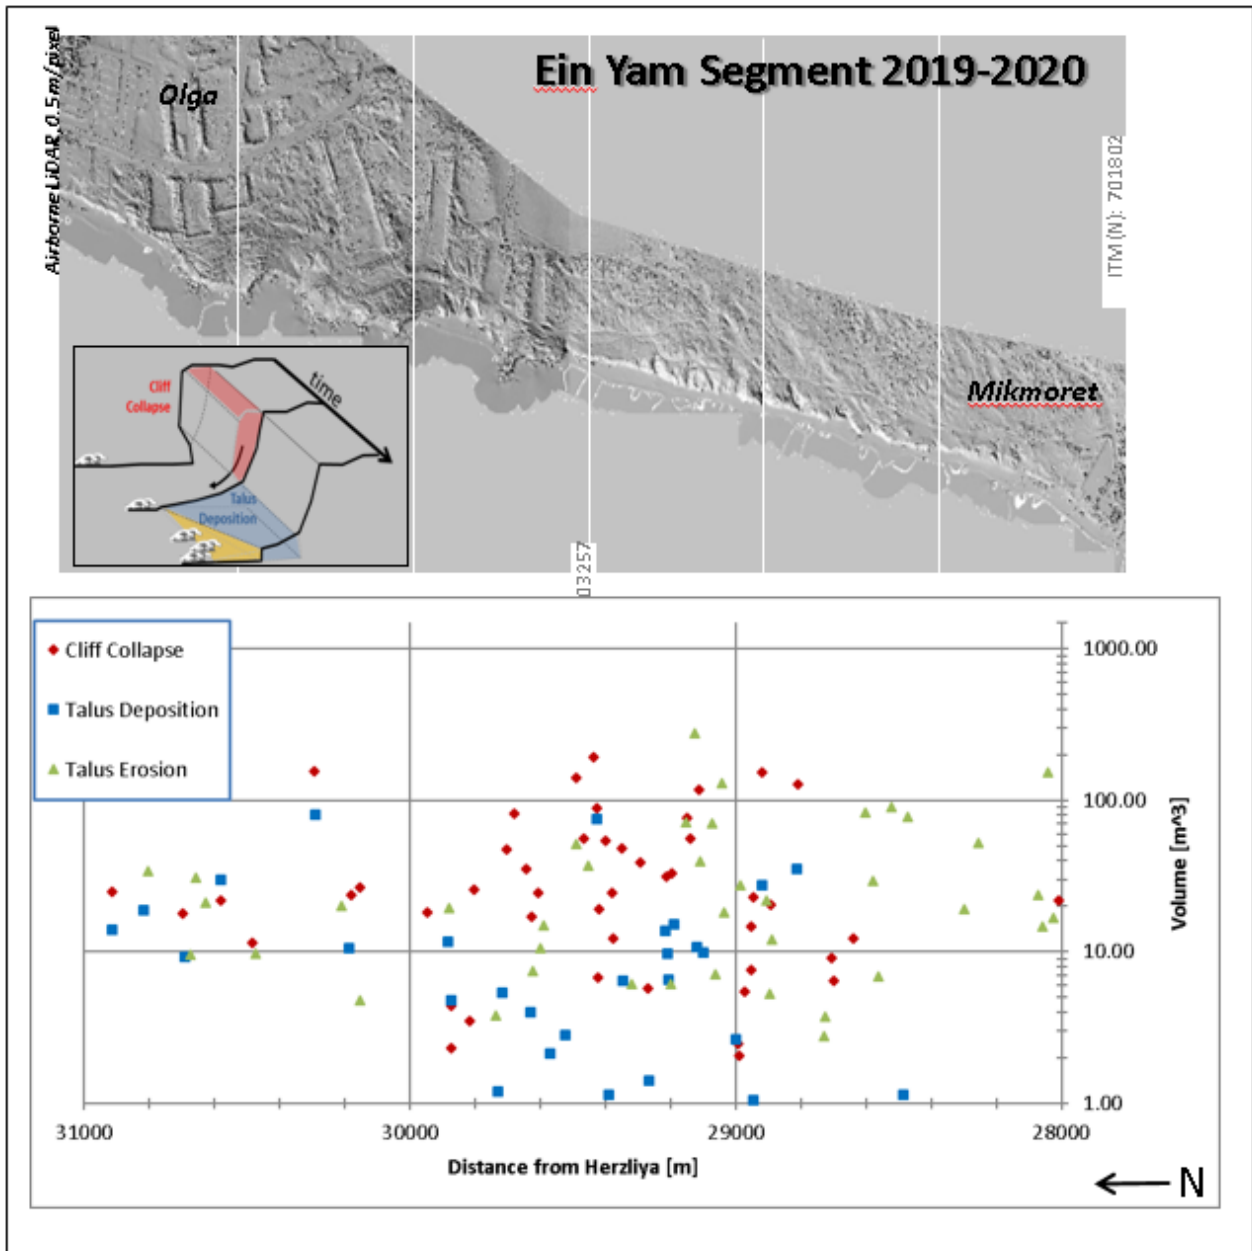 Ein Yam Segment 2019-2020
Olga
Airborne LiDAR, 0.5 m/pixel
ITM (N): 701802
Mikmoret
Cliff
Collapse
time
Talus
Deposition
03257
Cliff Collapse
Talus Deposition
Talus Erosion
1000.00
100.00
10.00
1.00
Volume [m^3]
31000 30000 29000 28000
Distance from Herzliya [m]
N